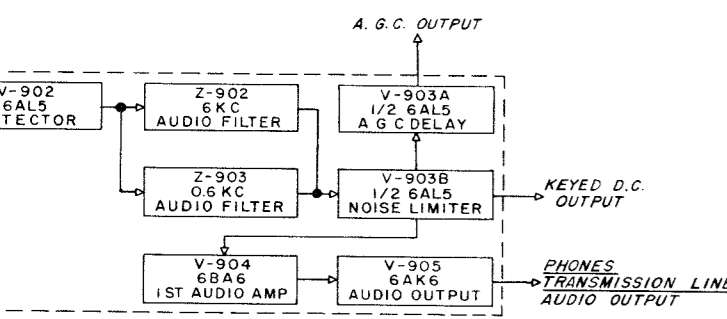 A. G. C. OUTPUT
V-902
6AL5
TECTOR
Z-902
6KC
AUDIO FILTER
V-903A
1/2 6AL5
AGC DELAY
Z-903
0.6 KC
AUDIO FILTER
V-903B
1/2 6AL5
NOISE LIMITER
KEYED D.C.
OUTPUT
V-904
6BA6
1ST AUDIO AMP
V-905
6AK6
AUDIO OUTPUT
PHONES
TRANSMISSION LINE
AUDIO OUTPUT